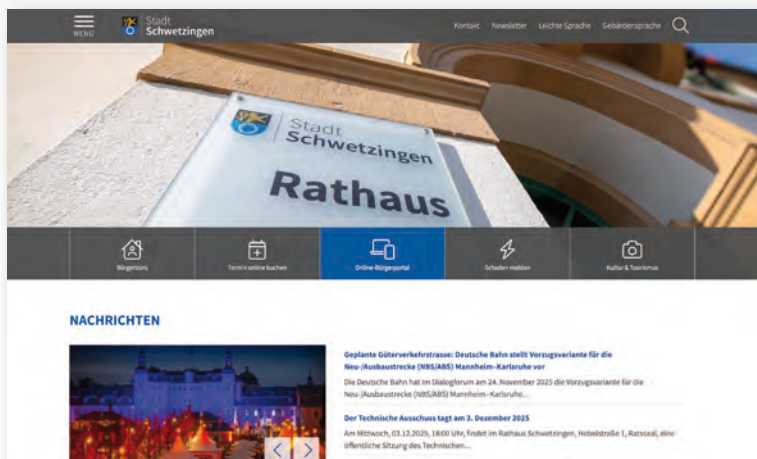 MENÜ
Stadt
Schwetzingen
Kontakt Newsletter Leichte Sprache Gebärdensprache
Stadt
Schwetzingen
Rathaus
Bürgerbüro
Termin online buchen
Online-Bürgerportal
Schaden melden
Kultur & Tourismus
NACHRICHTEN
Geplante Güterverkehrstrasse: Deutsche Bahn stellt Vorzugsvariante für die
Neu-/Ausbaustrecke (NBS/ABS) Mannheim–Karlsruhe vor
Die Deutsche Bahn hat im Dialogforum am 24. November 2025 die Vorzugsvariante für die
Neu-/Ausbaustrecke (NBS/ABS) Mannheim–Karlsruhe...
Der Technische Ausschuss tagt am 3. Dezember 2025
Am Mittwoch, 03.12.2025, 18:00 Uhr, findet im Rathaus Schwetzingen, Hebelstraße 1, Ratssaal, eine
öffentliche Sitzung des Technischen...